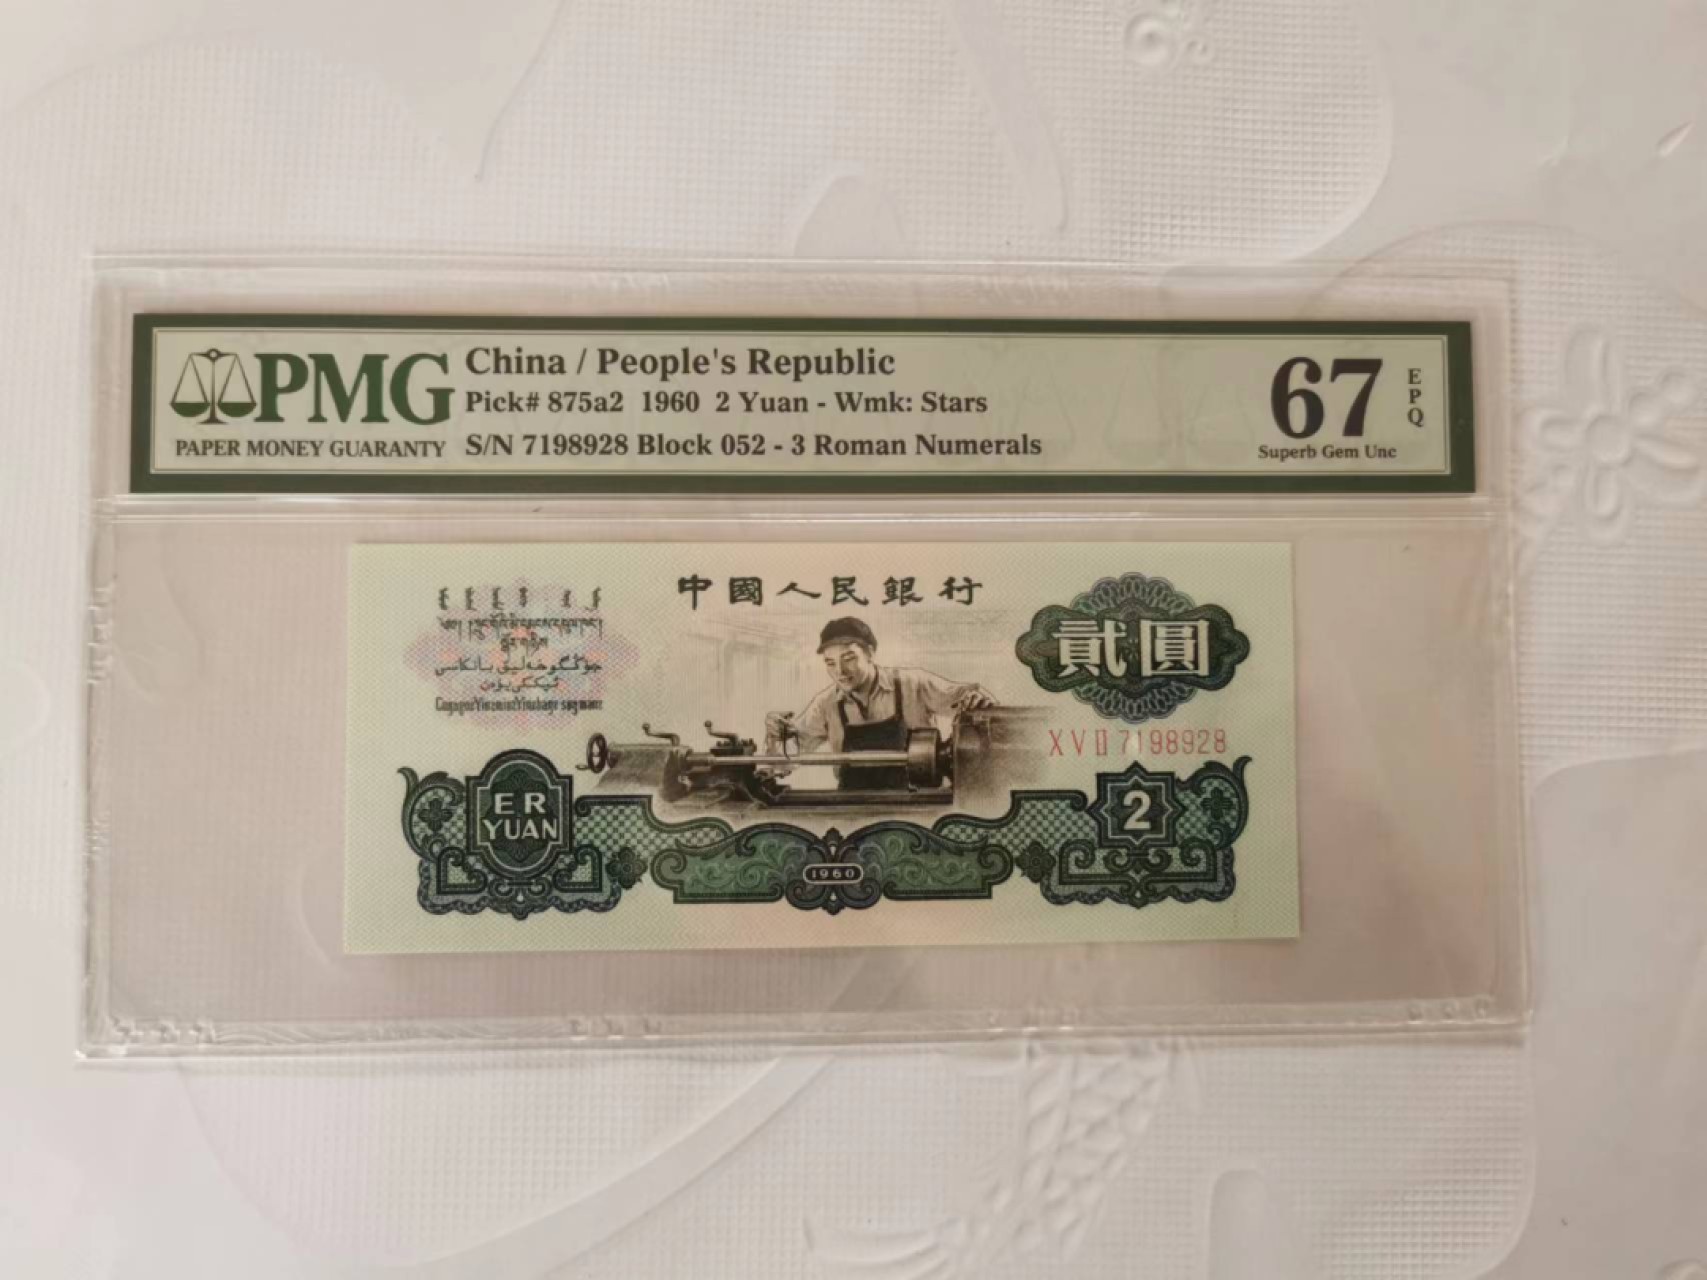 PMG
PAPER MONEY GUARANTY
China / People's Republic
Pick# 875a2 1960 2 Yuan - Wmk: Stars
S/N 7198928 Block 052 - 3 Roman Numerals
67
EPQ
Superb Gem Unc
中國人民銀行
貳圓
X V II 7198928
ER
YUAN
2
1960